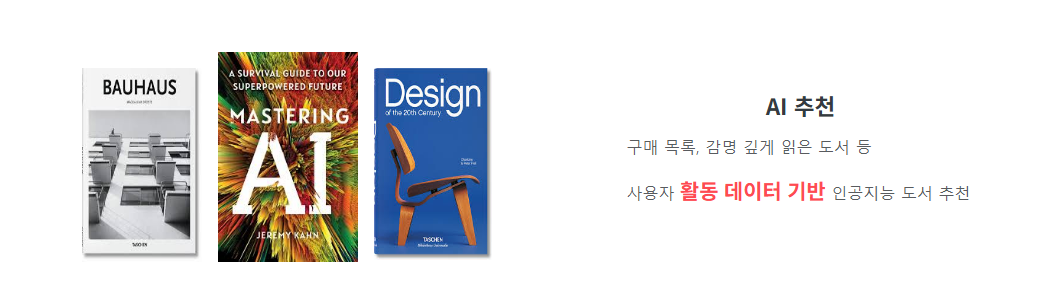 BAUHAUS
A SURVIVAL GUIDE TO OUR
SUPERPOWERED FUTURE
MASTERING
AI
JEREMY KAHN
TASCHEN
Design
of the 20th Century
TASCHEN
AI 추천
구매 목록, 감명 깊게 읽은 도서 등
사용자 활동 데이터 기반 인공지능 도서 추천